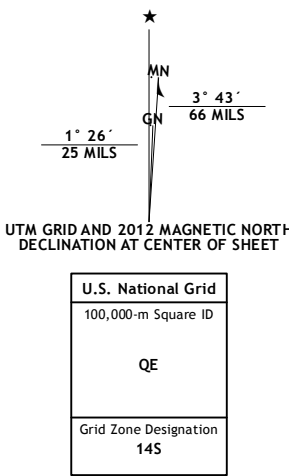 MN
GN
3° 43´
66 MILS
1° 26´
25 MILS
UTM GRID AND 2012 MAGNETIC NORTH
DECLINATION AT CENTER OF SHEET
U.S. National Grid
100,000-m Square ID
QE
Grid Zone Designation
14S